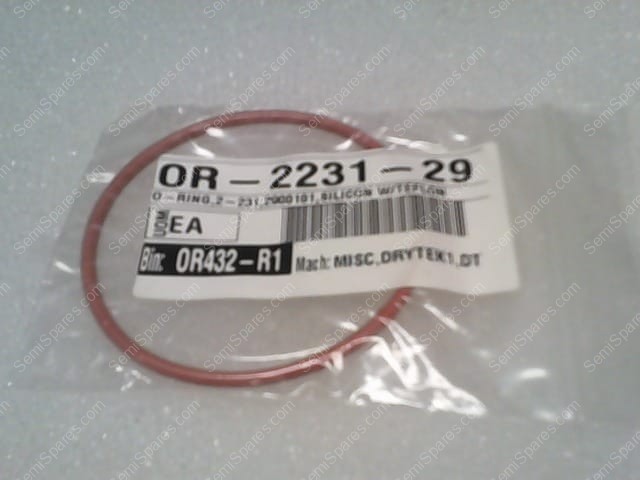 OR-2231-29
O-RING,2-231,2900101,SILICON W/TEFLON
UOM EA
Bin: OR432-R1 Mach: MISC,DRYTEK1,DT
SemiSpares.com